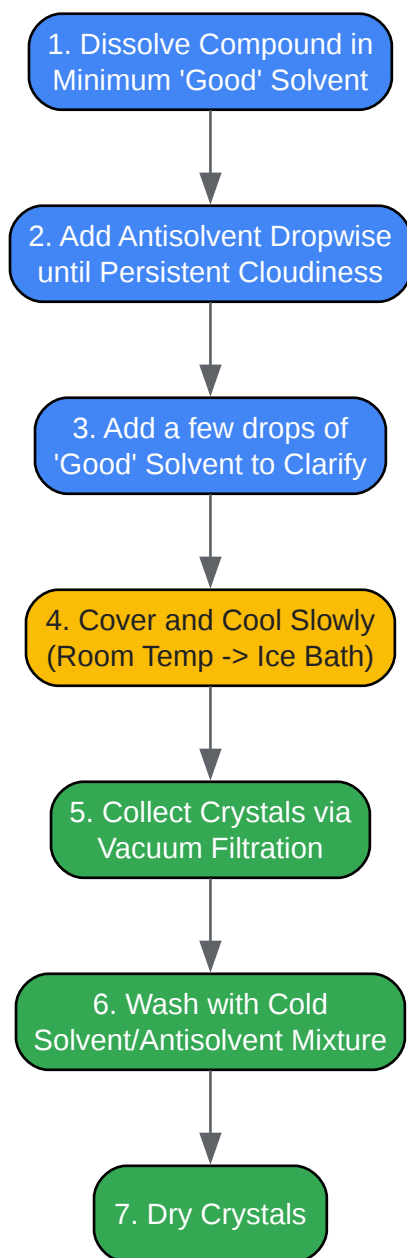 1. Dissolve Compound in
Minimum 'Good' Solvent
2. Add Antisolvent Dropwise
until Persistent Cloudiness
3. Add a few drops of
'Good' Solvent to Clarify
4. Cover and Cool Slowly
(Room Temp -> Ice Bath)
5. Collect Crystals via
Vacuum Filtration
6. Wash with Cold
Solvent/Antisolvent Mixture
7. Dry Crystals